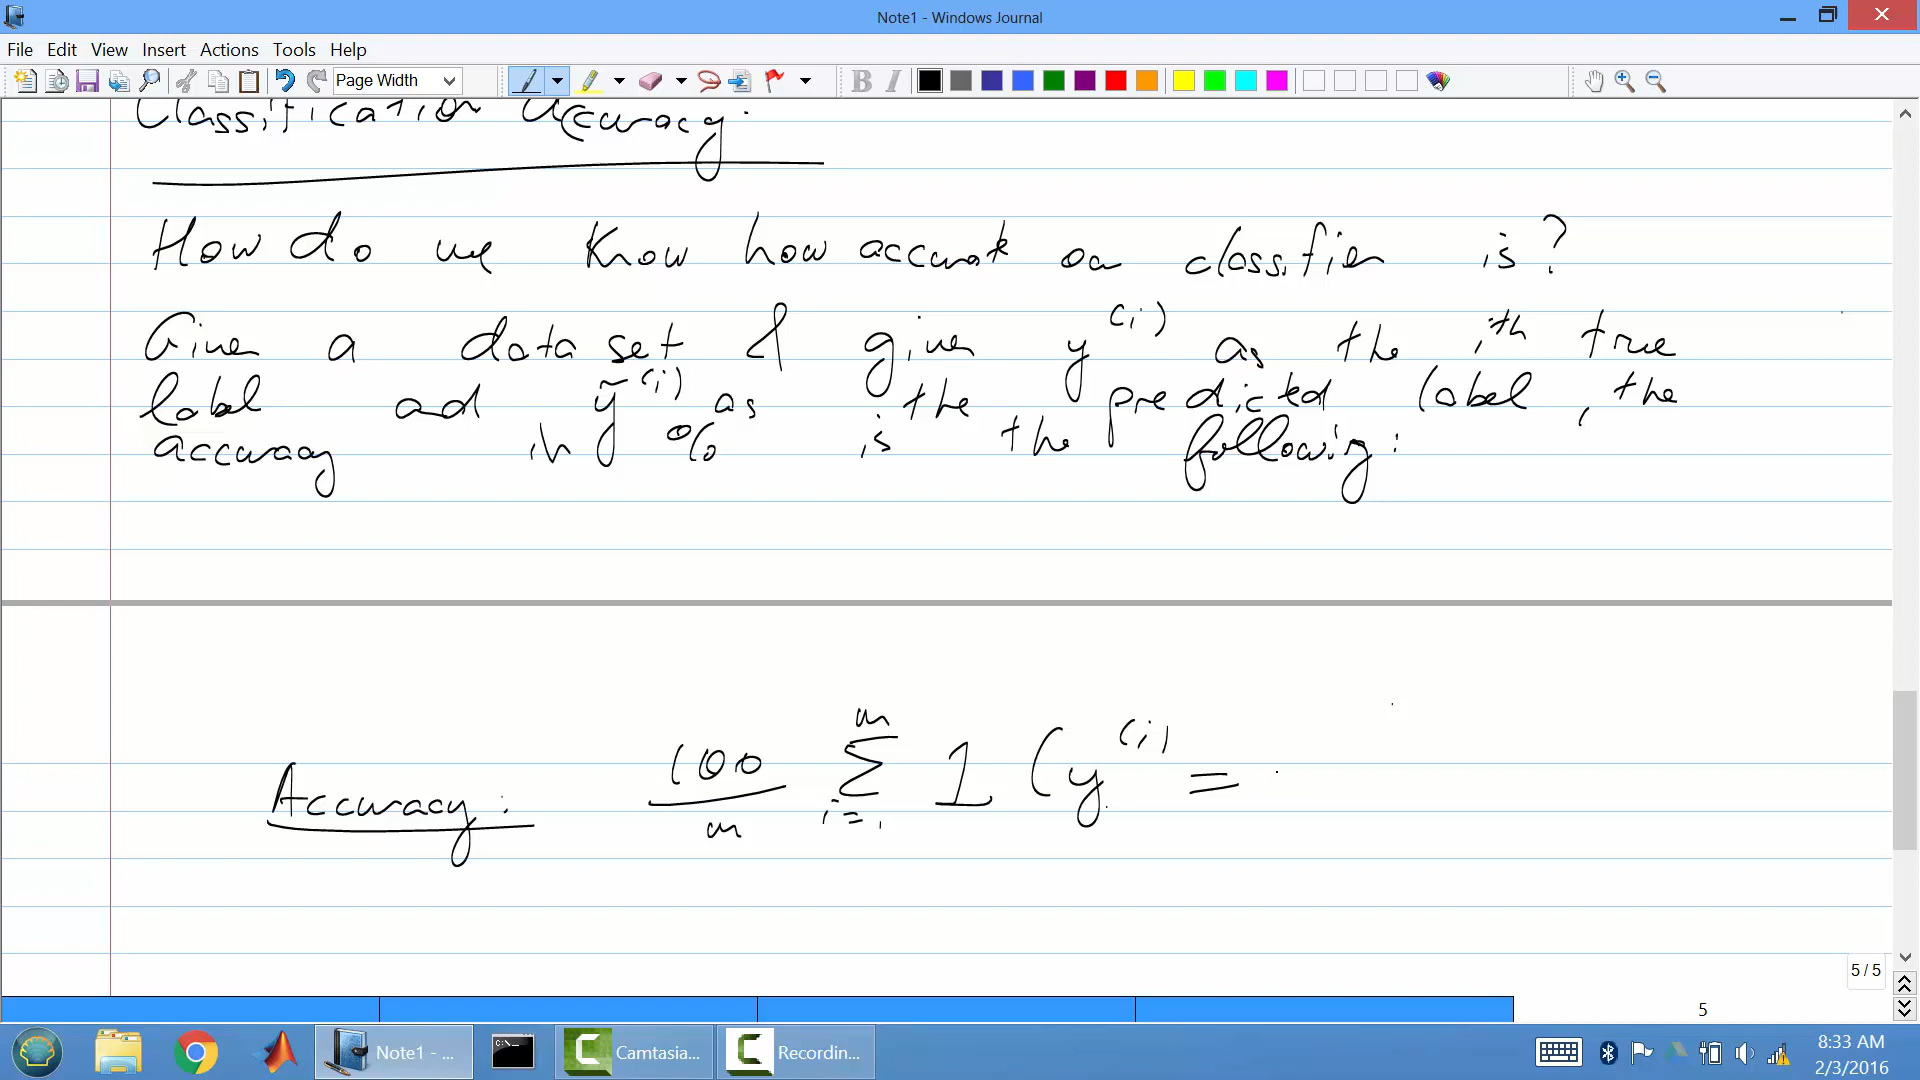 Note1 - Windows Journal
File Edit View Insert Actions Tools Help
Page Width
B I
Classification Accuracy:
How do we know how accurate our classifier is?
Given a data set & given y^(i) as the i^th true
label and ỹ^(i) as the predicted label, the
accuracy in % is the following:
Accuracy: 100/m Σ_{i=1}^{m} 1 (y^(i) =
5 / 5
5
Note1 - ...
C:\_
Camtasia...
Recordin...
8:33 AM
2/3/2016